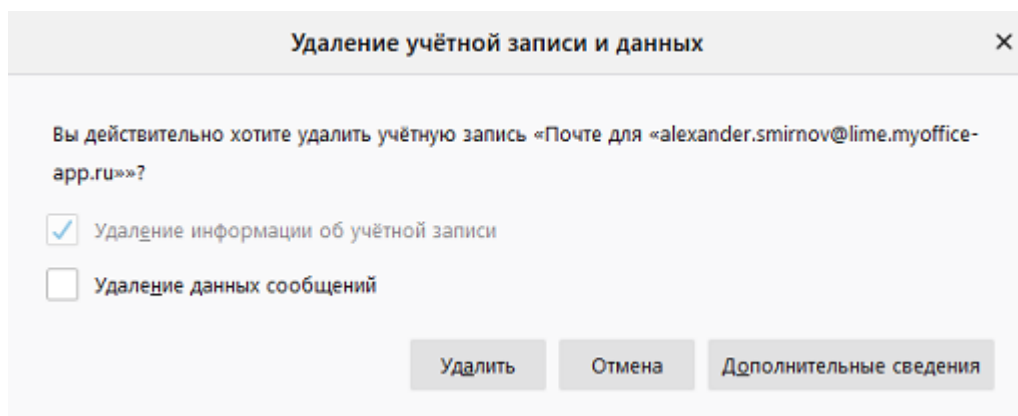 Удаление учётной записи и данных
Вы действительно хотите удалить учётную запись «Почте для «alexander.smirnov@lime.myoffice-
app.ru»»?
Удаление информации об учётной записи
Удаление данных сообщений
Удалить Отмена Дополнительные сведения